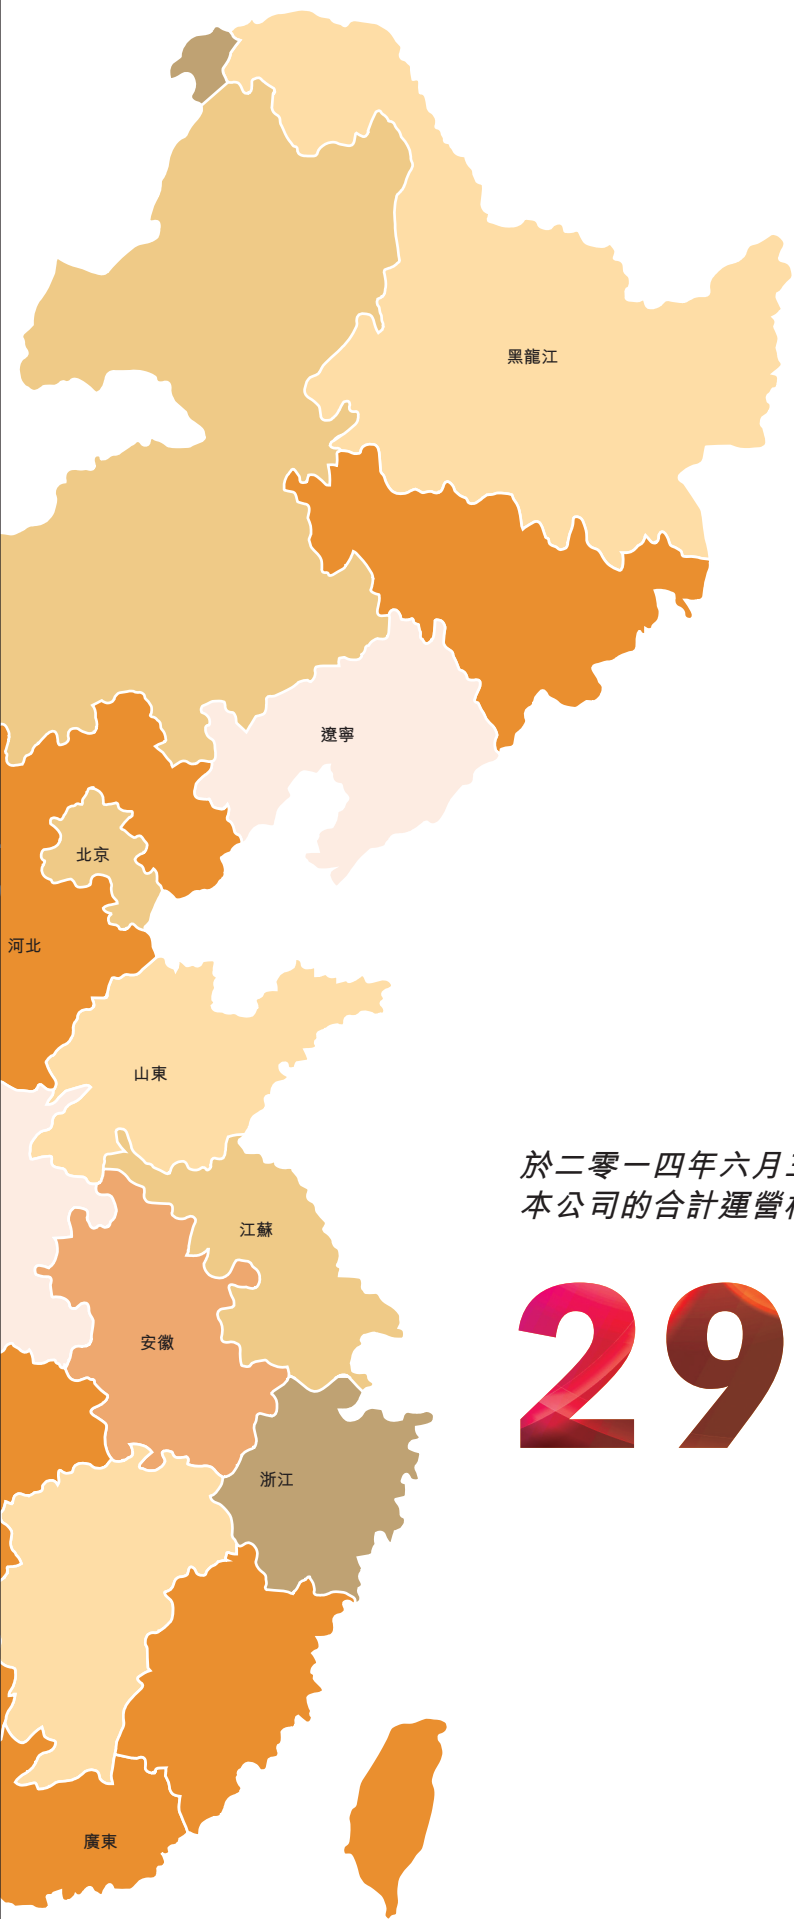 黑龍江
遼寧
北京
河北
山東
於二零一四年六月
本公司的合計運營
江蘇
29
安徽
浙江
廣東